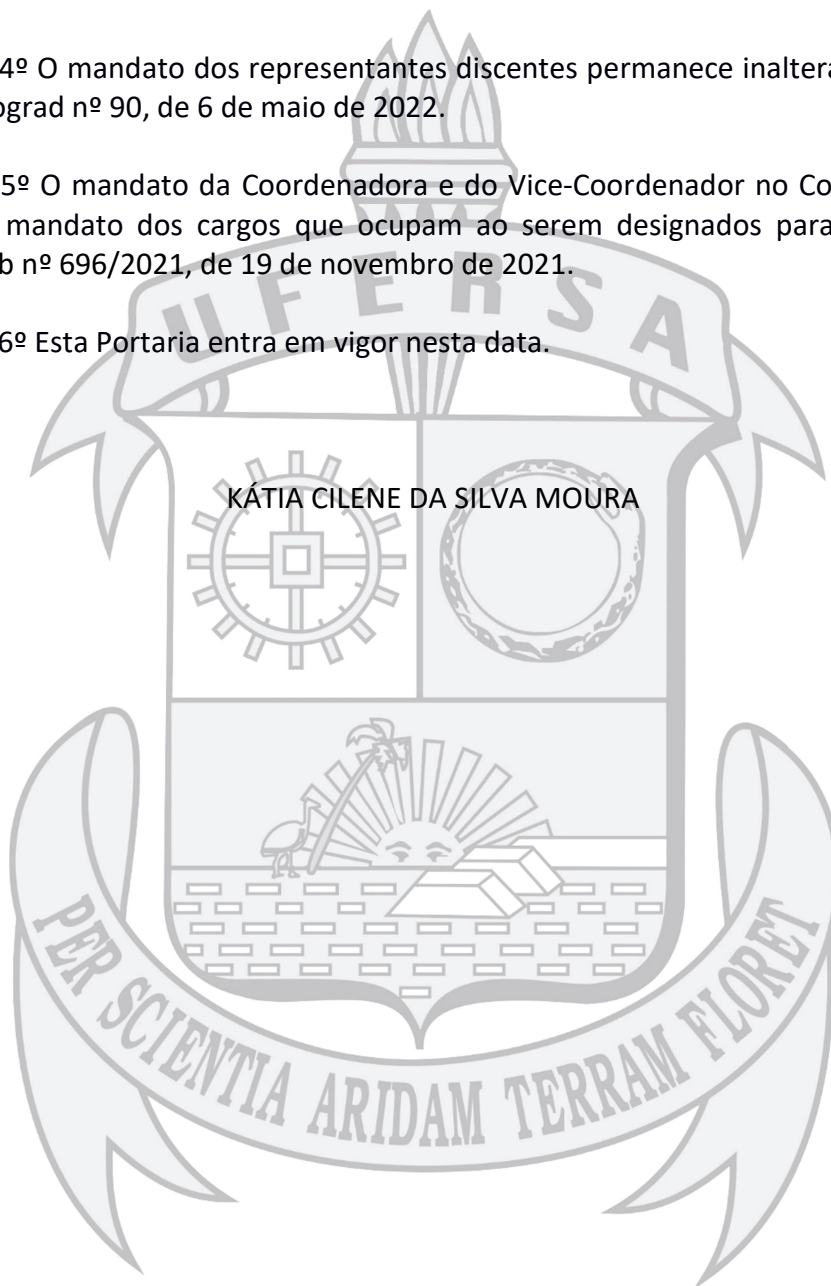 4º O mandato dos representantes discentes permanece inaltera
ograd nº 90, de 6 de maio de 2022.
5º O mandato da Coordenadora e do Vice-Coordenador no Co
mandato dos cargos que ocupam ao serem designados para
b nº 696/2021, de 19 de novembro de 2021.
6º Esta Portaria entra em vigor nesta data.
UFERSA
KÁTIA CILENE DA SILVA MOURA
PER SCIENTIA ARIDAM TERRAM FLORET